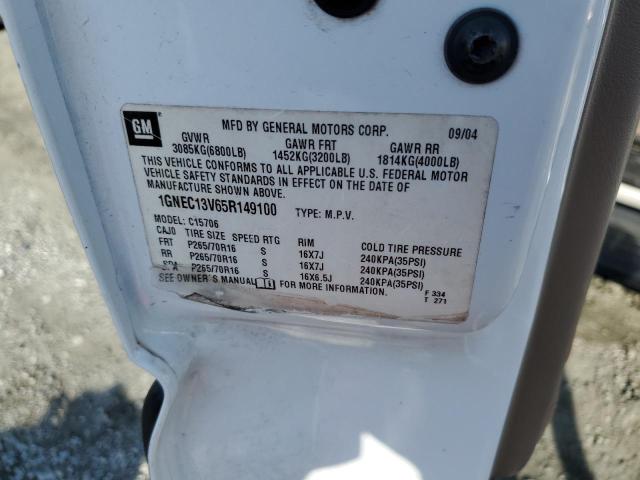 GM
MFD BY GENERAL MOTORS CORP. 09/04
GVWR GAWR FRT GAWR RR
3085KG(6800LB) 1452KG(3200LB) 1814KG(4000LB)
THIS VEHICLE CONFORMS TO ALL APPLICABLE U.S. FEDERAL MOTOR
VEHICLE SAFETY STANDARDS IN EFFECT ON THE DATE OF
MANUFACTURE SHOWN ABOVE.
1GNEC13V65R149100 TYPE: M.P.V.
MODEL: C15706
CAJ0 TIRE SIZE SPEED RTG RIM COLD TIRE PRESSURE
FRT P265/70R16 S 16X7J 240KPA(35PSI)
RR P265/70R16 S 16X7J 240KPA(35PSI)
SPA P265/70R16 S 16X6.5J 240KPA(35PSI)
SEE OWNER'S MANUAL FOR MORE INFORMATION.
F 334
T 271